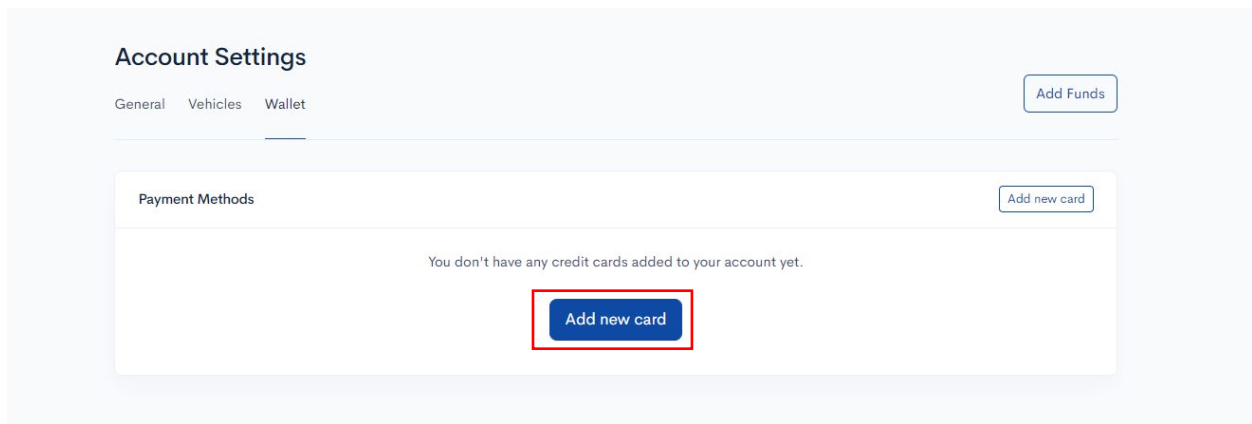 Account Settings
General Vehicles Wallet
Add Funds
Payment Methods
Add new card
You don't have any credit cards added to your account yet.
Add new card